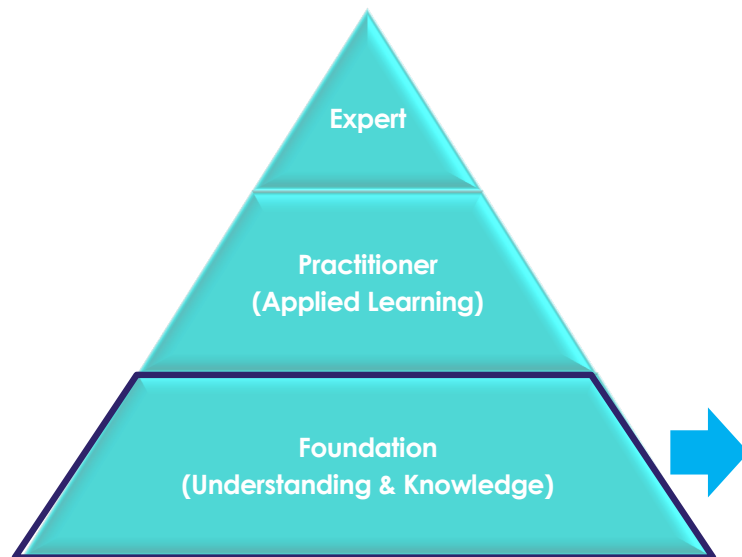 Expert
Practitioner
(Applied Learning)
Foundation
(Understanding & Knowledge)